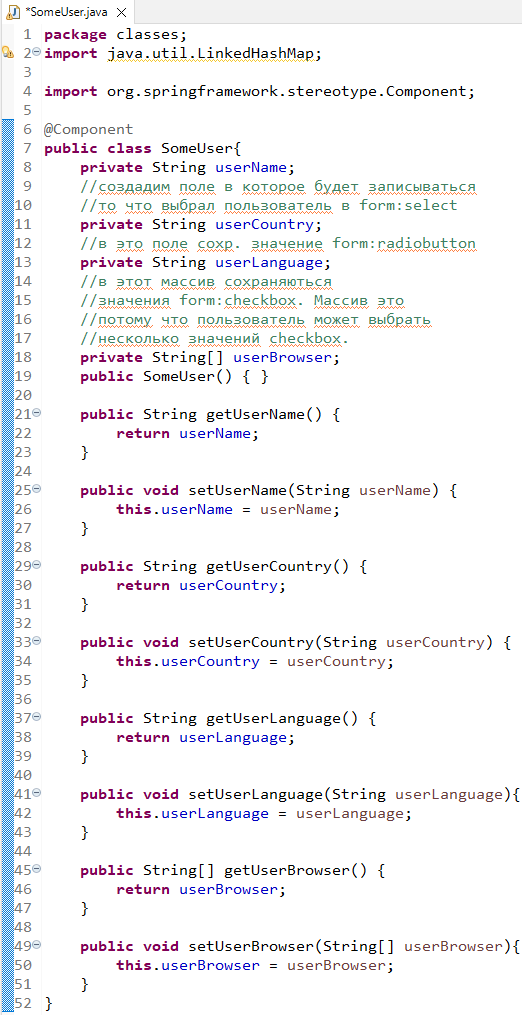 *SomeUser.java
1 package classes;
2 import java.util.LinkedHashMap;
3
4 import org.springframework.stereotype.Component;
5
6 @Component
7 public class SomeUser{
8 private String userName;
9 //создадим поле в которое будет записываться
10 //то что выбрал пользователь в form:select
11 private String userCountry;
12 //в это поле сохр. значение form:radiobutton
13 private String userLanguage;
14 //в этот массив сохраняються
15 //значения form:checkbox. Массив это
16 //потому что пользователь может выбрать
17 //несколько значений checkbox.
18 private String[] userBrowser;
19 public SomeUser() { }
20
21 public String getUserName() {
22 return userName;
23 }
24
25 public void setUserName(String userName) {
26 this.userName = userName;
27 }
28
29 public String getUserCountry() {
30 return userCountry;
31 }
32
33 public void setUserCountry(String userCountry) {
34 this.userCountry = userCountry;
35 }
36
37 public String getUserLanguage() {
38 return userLanguage;
39 }
40
41 public void setUserLanguage(String userLanguage){
42 this.userLanguage = userLanguage;
43 }
44
45 public String[] getUserBrowser() {
46 return userBrowser;
47 }
48
49 public void setUserBrowser(String[] userBrowser){
50 this.userBrowser = userBrowser;
51 }
52 }